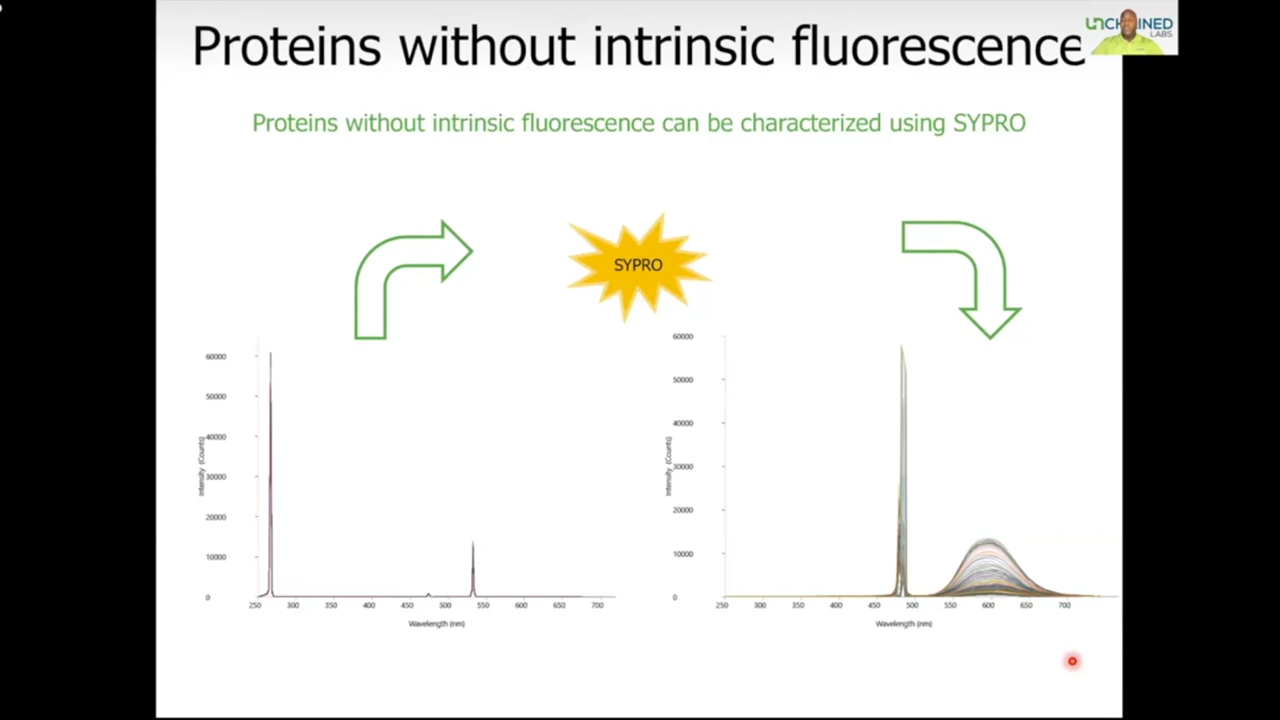 Proteins without intrinsic fluorescence
LABS
Proteins without intrinsic fluorescence can be characterized using SYPRO
SYPRO
60000
50000
40000
30000
20000
10000
0
Intensity (Counts)
250 300 350 400 450 500 550 600 650 700
Wavelength (nm)
60000
50000
40000
30000
20000
10000
0
Intensity (Counts)
250 300 350 400 450 500 550 600 650 700
Wavelength (nm)